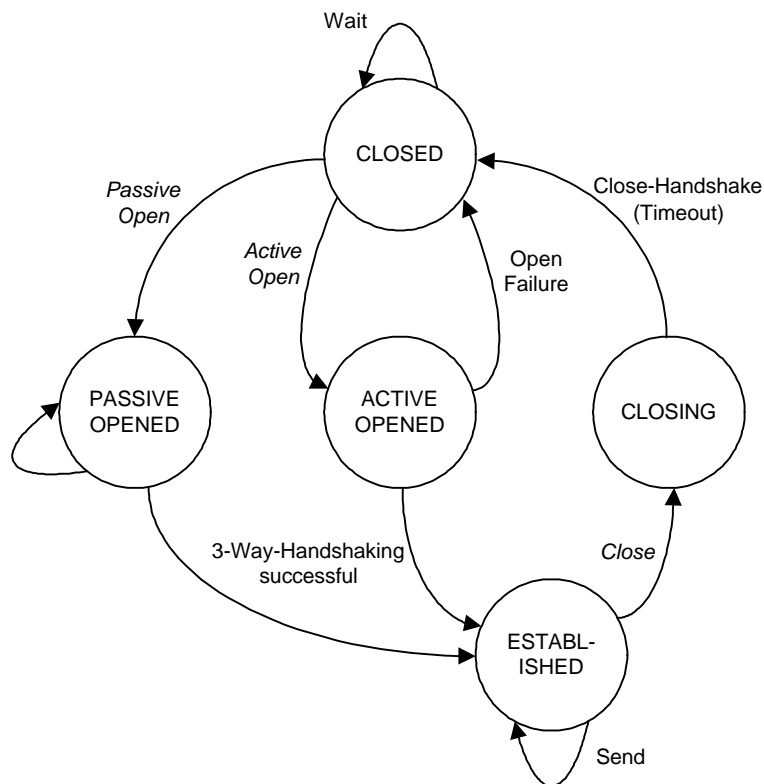 Wait
CLOSED
Passive
Open
Close-Handshake
(Timeout)
Active
Open
Open
Failure
PASSIVE
OPENED
ACTIVE
OPENED
CLOSING
3-Way-Handshaking
successful
Close
ESTABL-
ISHED
Send